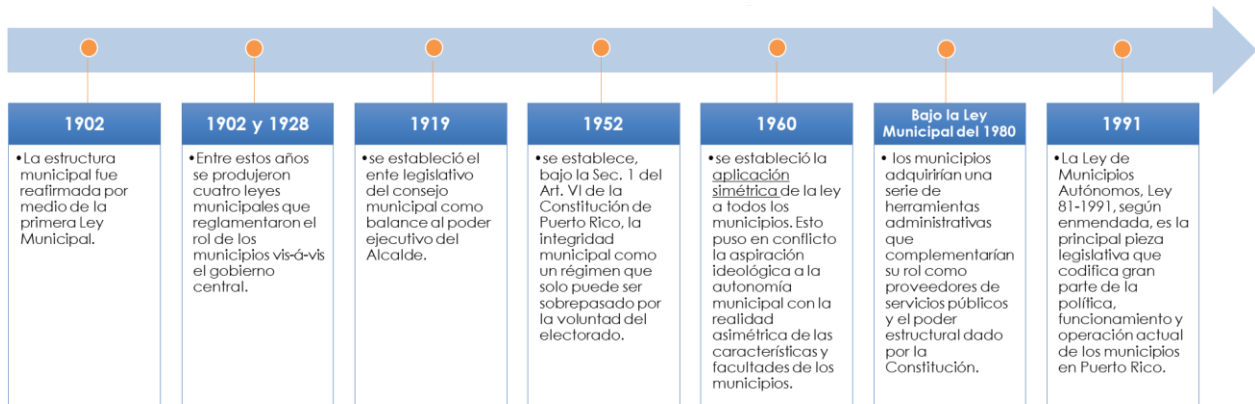 1902
•La estructura
municipal fue
reafirmada por
medio de la
primera Ley
Municipal.
1902 y 1928
•Entre estos años
se produjeron
cuatro leyes
municipales que
reglamentaron el
rol de los
municipios vis-á-vis
el gobierno
central.
1919
•se estableció el
ente legislativo
del consejo
municipal como
balance al poder
ejecutivo del
Alcalde.
1952
•se establece,
bajo la Sec. 1 del
Art. VI de la
Constitución de
Puerto Rico, la
integridad
municipal como
un régimen que
solo puede ser
sobrepasado por
la voluntad del
electorado.
1960
•se estableció la
aplicación
simétrica de la ley
a todos los
municipios. Esto
puso en conflicto
la aspiración
ideológica a la
autonomía
municipal con la
realidad
asimétrica de las
características y
facultades de los
municipios.
Bajo la Ley
Municipal del 1980
• los municipios
adquirirían una
serie de
herramientas
administrativas
que
complementarían
su rol como
proveedores de
servicios públicos
y el poder
estructural dado
por la
Constitución.
1991
•La Ley de
Municipios
Autónomos, Ley
81-1991, según
enmendada, es la
principal pieza
legislativa que
codifica gran
parte de la
política,
funcionamiento y
operación actual
de los municipios
en Puerto Rico.